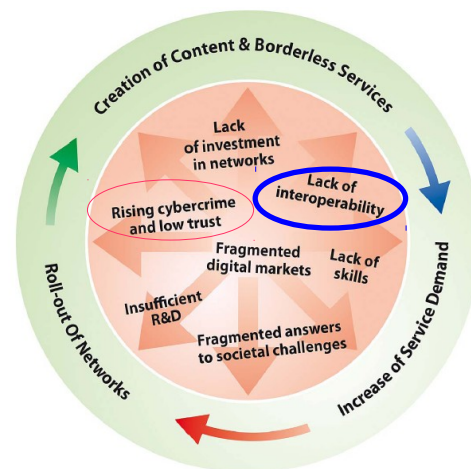 Creation of Content & Borderless Services
Lack
of investment
in networks
Lack of
interoperability
Rising cybercrime
and low trust
Fragmented
digital markets
Lack of
skills
Insufficient
R&D
Fragmented answers
to societal challenges
Roll-out Of Networks
Increase of Service Demand